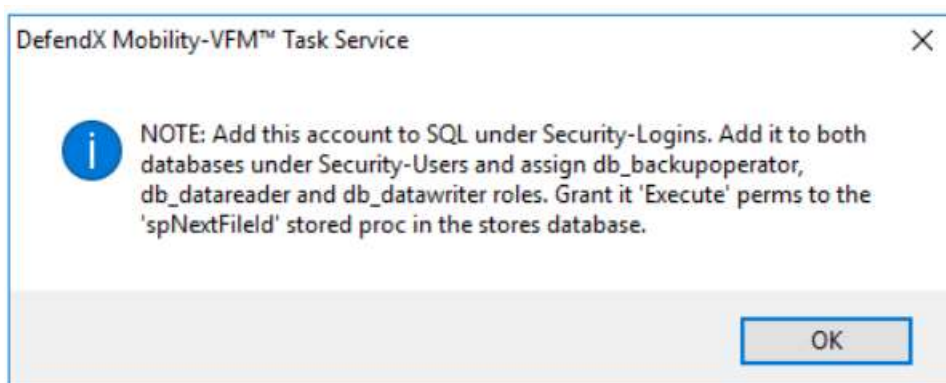 DefendX Mobility-VFM™ Task Service
NOTE: Add this account to SQL under Security-Logins. Add it to both
databases under Security-Users and assign db_backupoperator,
db_datareader and db_datawriter roles. Grant it 'Execute' perms to the
'spNextFileId' stored proc in the stores database.
OK